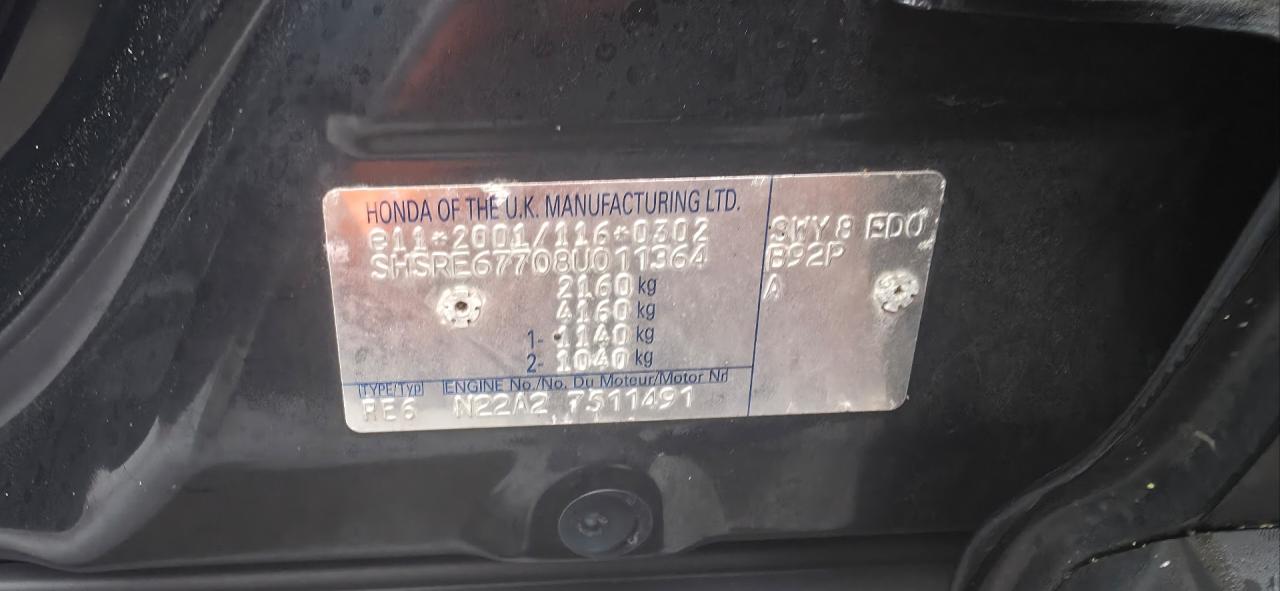 HONDA OF THE U.K. MANUFACTURING LTD.
e11*2001/116*0302
SHSRE67708U011364
2160 kg
4160 kg
1- 1140 kg
2- 1040 kg
TYPE/TYP ENGINE No./No. Du Moteur/Motor Nr
RE6 N22A2 7511491
SWY 8 EDO
B92P
A